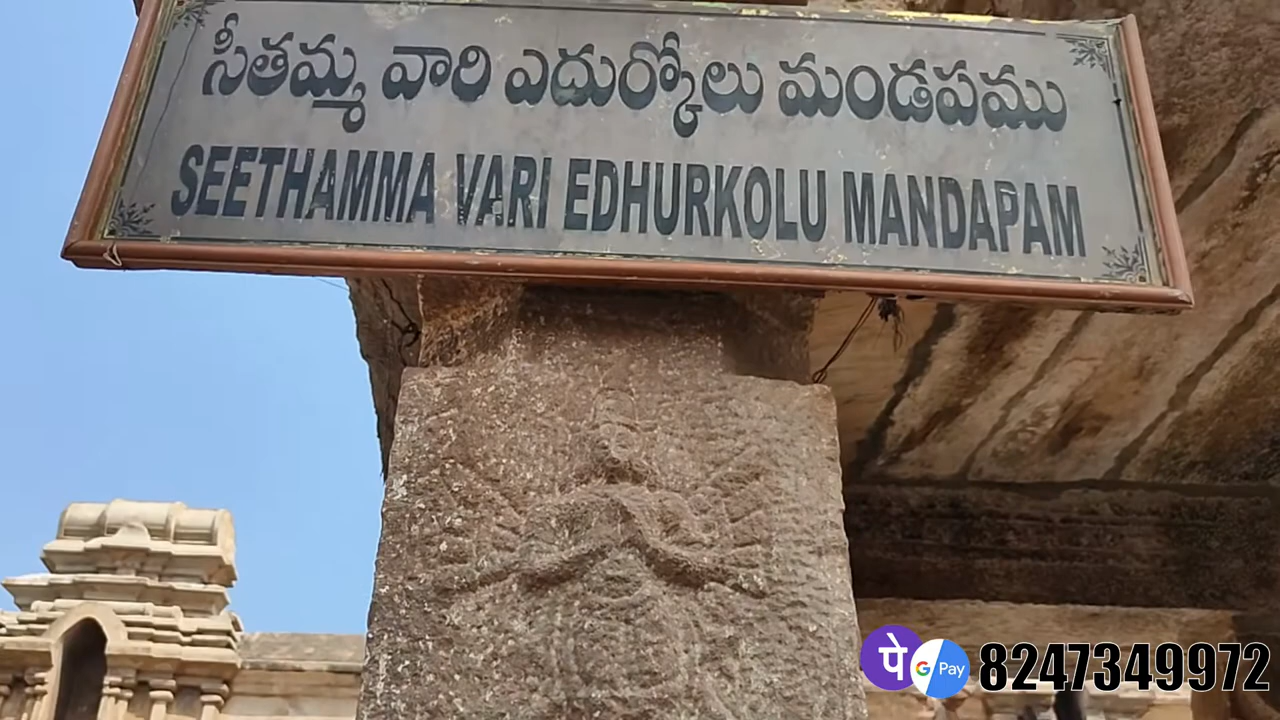 సీతమ్మ వారి ఎదుర్కోలు మండపము
SEETHAMMA VARI EDHURKOLU MANDAPAM
पे G Pay 8247349972